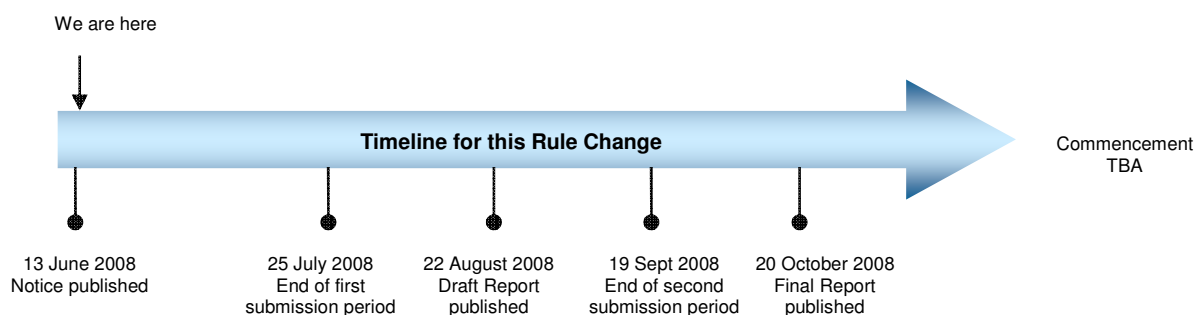 We are here
Timeline for this Rule Change
Commencement
TBA
13 June 2008
Notice published
25 July 2008
End of first
submission period
22 August 2008
Draft Report
published
19 Sept 2008
End of second
submission period
20 October 2008
Final Report
published